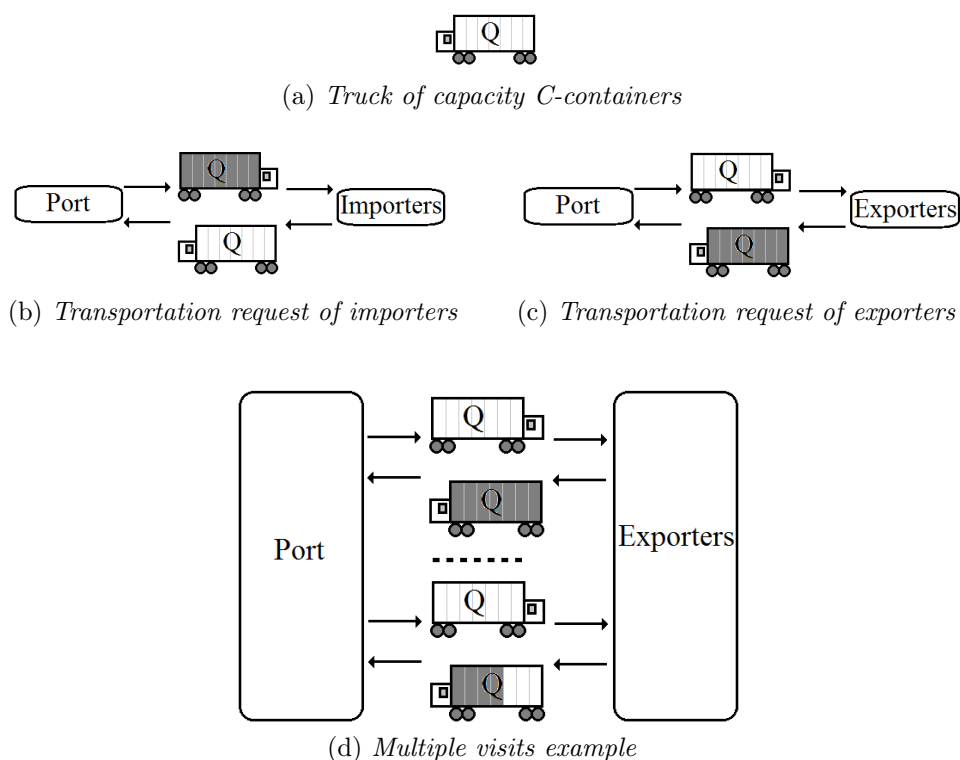 Q
(a) Truck of capacity C-containers
Q
Port
Importers
Q
(b) Transportation request of importers
Q
Port
Exporters
Q
(c) Transportation request of exporters
Q
Q
Port
Exporters
Q
Q
(d) Multiple visits example